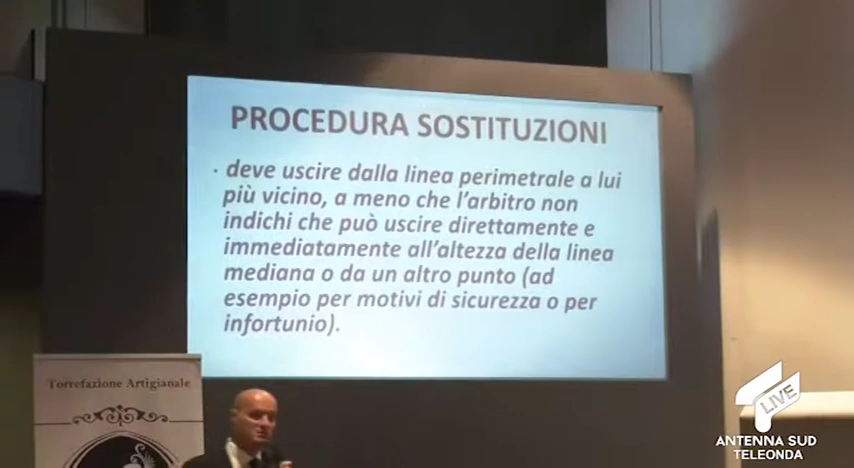 PROCEDURA SOSTITUZIONI
· deve uscire dalla linea perimetrale a lui
più vicino, a meno che l'arbitro non
indichi che può uscire direttamente e
immediatamente all'altezza della linea
mediana o da un altro punto (ad
esempio per motivi di sicurezza o per
infortunio).
Torrefazione Artigianale
LIVE
ANTENNA SUD
TELEONDA